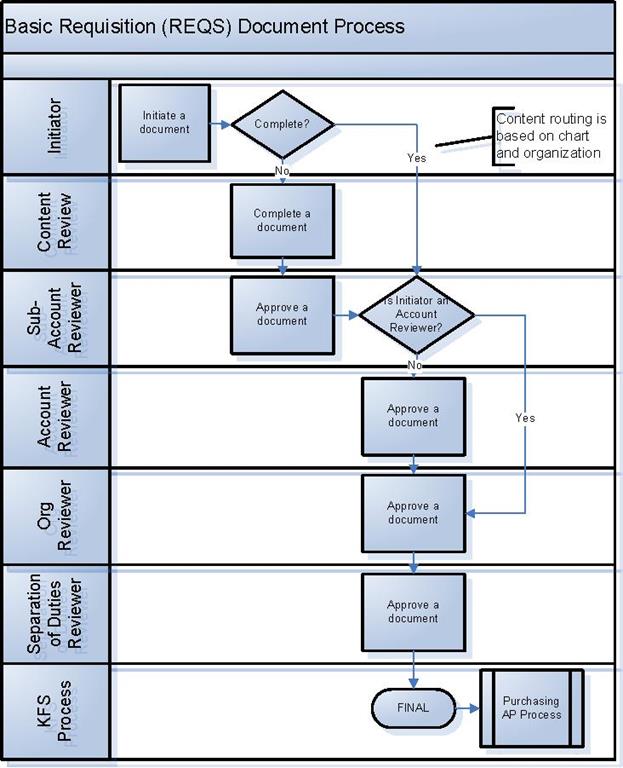 Basic Requisition (REQS) Document Process
Initiator
Initiate a
document
Complete?
Yes
No
Content routing is
based on chart
and organization
Content
Review
Complete a
document
Sub-
Account
Reviewer
Approve a
document
Is Initiator an
Account
Reviewer?
No
Yes
Account
Reviewer
Approve a
document
Org
Reviewer
Approve a
document
Separation
of Duties
Reviewer
Approve a
document
KFS
Process
FINAL
Purchasing
AP Process